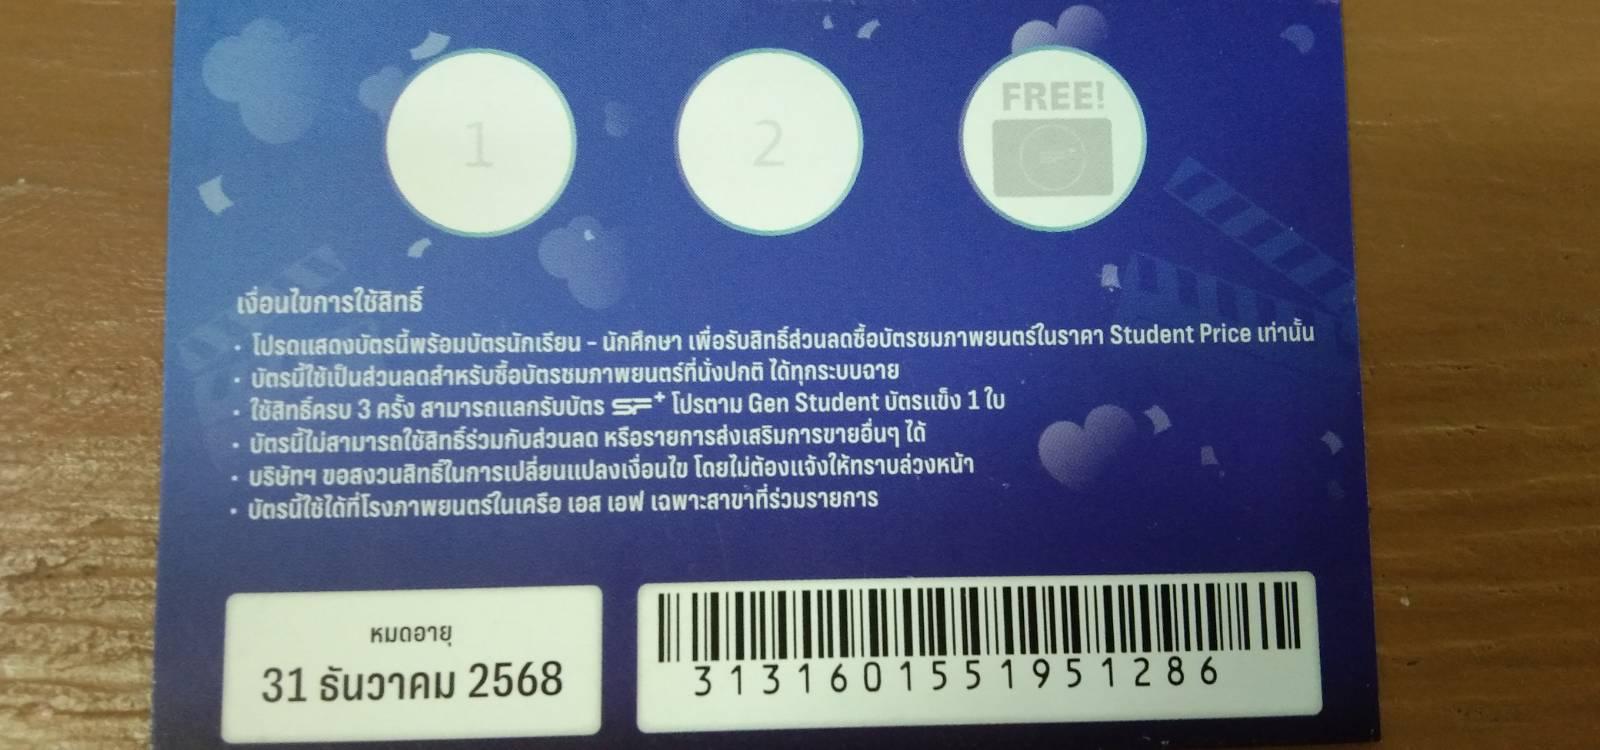 1
2
FREE!
เงื่อนไขการใช้สิทธิ์
• โปรดแสดงบัตรนี้พร้อมบัตรนักเรียน - นักศึกษา เพื่อรับสิทธิ์ส่วนลดซื้อบัตรชมภาพยนตร์ในราคา Student Price เท่านั้น
• บัตรนี้ใช้เป็นส่วนลดสำหรับซื้อบัตรชมภาพยนตร์ที่นั่งปกติ ได้ทุกระบบฉาย
• ใช้สิทธิ์ครบ 3 ครั้ง สามารถแลกรับบัตร SF+ โปรตาม Gen Student บัตรแข็ง 1 ใบ
• บัตรนี้ไม่สามารถใช้สิทธิ์ร่วมกับส่วนลด หรือรายการส่งเสริมการขายอื่นๆ ได้
• บริษัทฯ ขอสงวนสิทธิ์ในการเปลี่ยนแปลงเงื่อนไข โดยไม่ต้องแจ้งให้ทราบล่วงหน้า
• บัตรนี้ใช้ได้ที่โรงภาพยนตร์ในเครือ เอส เอฟ เฉพาะสาขาที่ร่วมรายการ
หมดอายุ
31 ธันวาคม 2568
3131601551951286